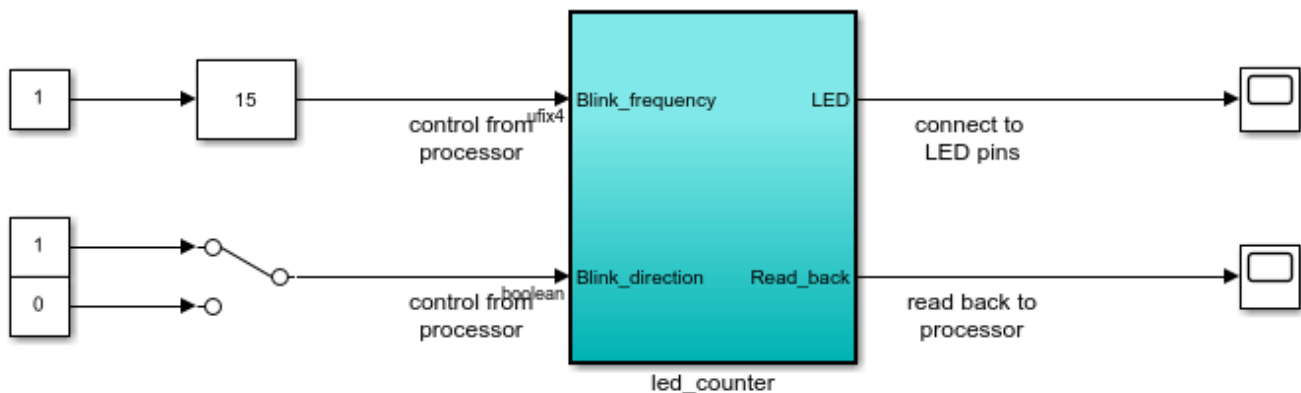 1
15
Blink_frequency
LED
ufix4
control from
processor
connect to
LED pins
1
0
Blink_direction
Read_back
boolean
control from
processor
read back to
processor
led_counter